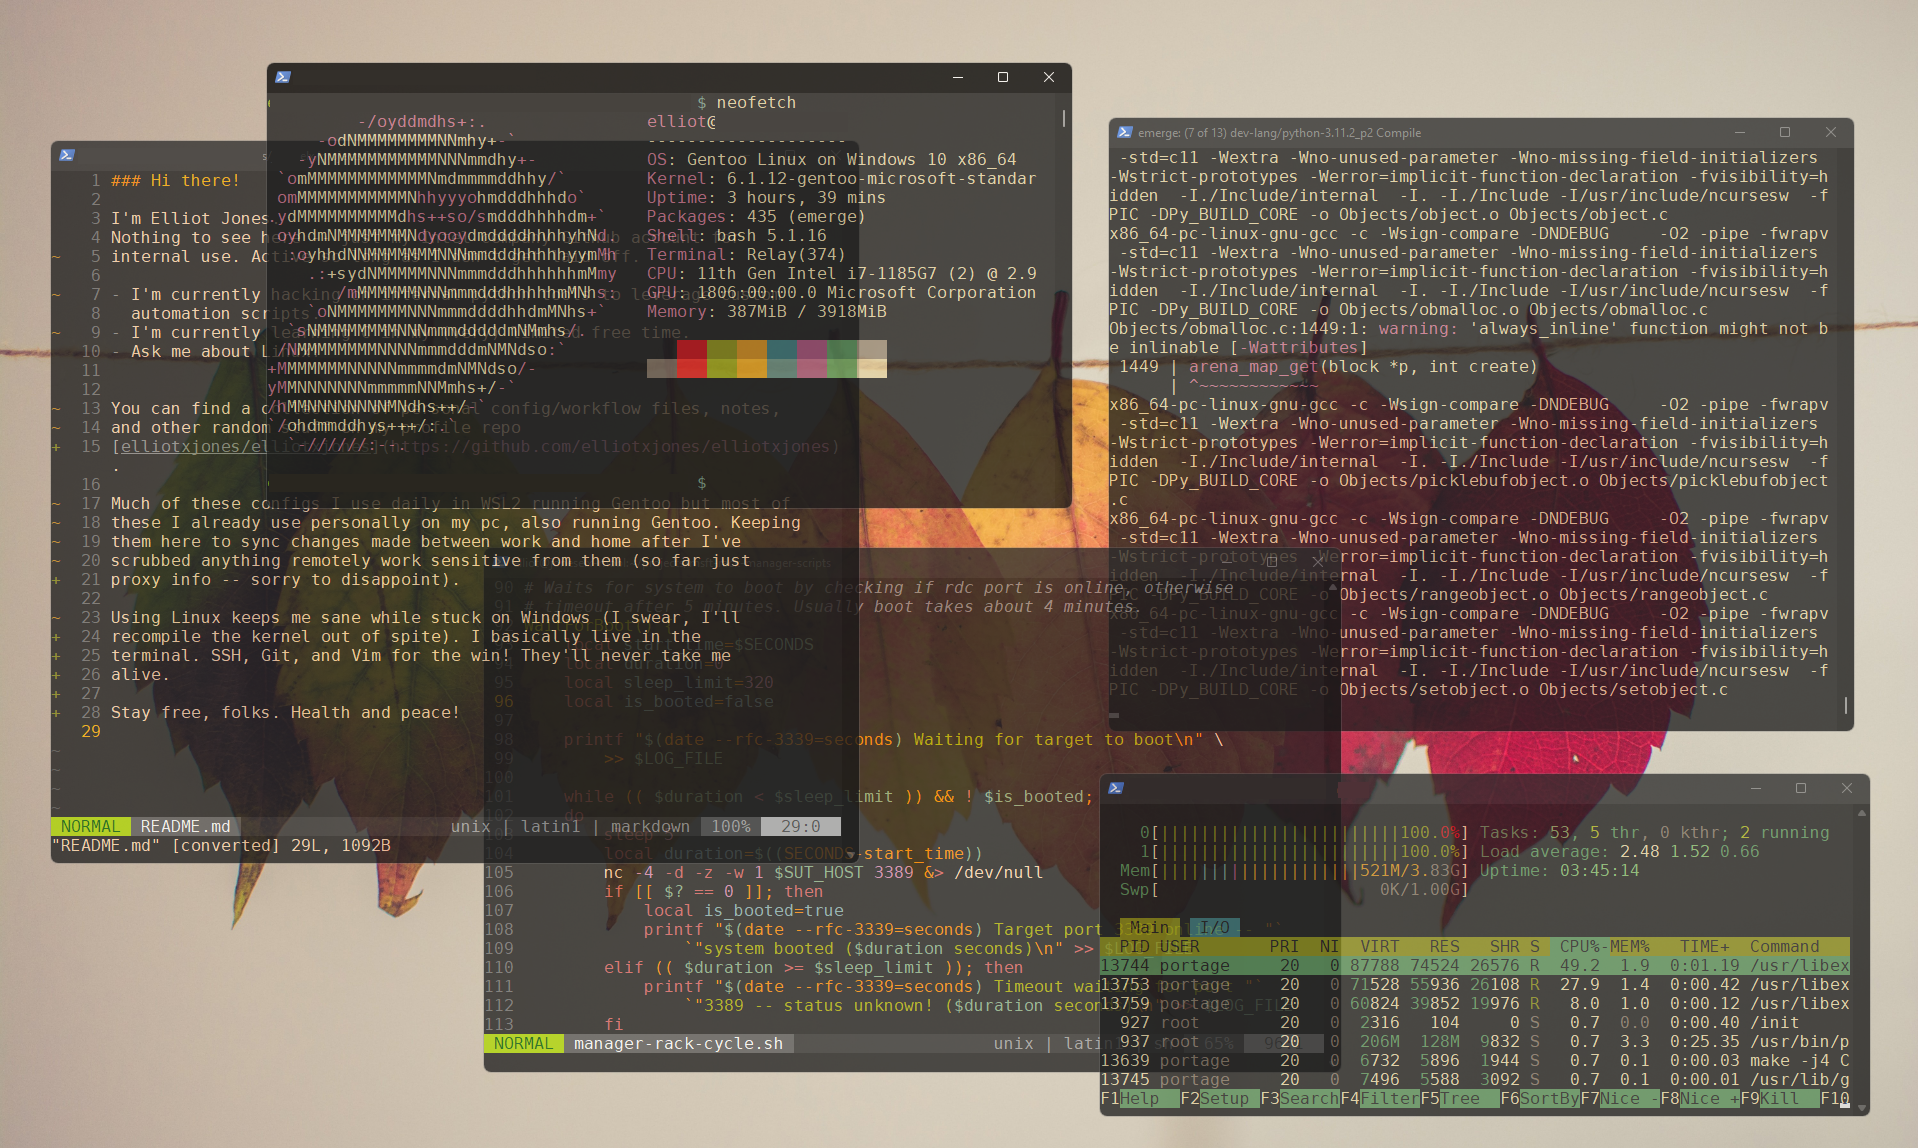 $ neofetch
elliot@
--------------------
OS: Gentoo Linux on Windows 10 x86_64
Kernel: 6.1.12-gentoo-microsoft-standar
Uptime: 3 hours, 39 mins
Packages: 435 (emerge)
Shell: bash 5.1.16
Terminal: Relay(374)
CPU: 11th Gen Intel i7-1185G7 (2) @ 2.9
GPU: 1806:00:00.0 Microsoft Corporation
Memory: 387MiB / 3918MiB
$
1 ### Hi there!
2
3 I'm Elliot Jones
4 Nothing to see
~ 5 internal use.
6
~ 7 - I'm currently hacking
8 automation scripts
~ 9 - I'm currently learning free time.
10 - Ask me about
11
12
~ 13 You can find a config/workflow files, notes,
~ 14 and other random profile repo
+ 15 [elliotxjones/el (https://github.com/elliotxjones/elliotxjones)
.
16
~ 17 Much of these configs I use daily in WSL2 running Gentoo but most of
~ 18 these I already use personally on my pc, also running Gentoo. Keeping
~ 19 them here to sync changes made between work and home after I've
~ 20 scrubbed anything remotely work sensitive from them (so far just
+ 21 proxy info -- sorry to disappoint).
22
~ 23 Using Linux keeps me sane while stuck on Windows (I swear, I'll
+ 24 recompile the kernel out of spite). I basically live in the
+ 25 terminal. SSH, Git, and Vim for the win! They'll never take me
+ 26 alive.
+ 27
+ 28 Stay free, folks. Health and peace!
29
~
~
~
~
NORMAL README.md unix | latin1 | markdown 100% 29:0
"README.md" [converted] 29L, 1092B
manager-scripts
90 # Waits for system to boot by checking if rdc port is online, otherwise
91 # timeout after 5 minutes. Usually boot takes about 4 minutes.
local start_time=$SECONDS
local duration=0
95 local sleep_limit=320
96 local is_booted=false
97
98 printf "$(date --rfc-3339=seconds) Waiting for target to boot\n" \
99 >> $LOG_FILE
100
101 while (( $duration < $sleep_limit )) && ! $is_booted;
do
sleep 5
104 local duration=$((SECONDS-start_time))
105 nc -4 -d -z -w 1 $SUT_HOST 3389 &> /dev/null
106 if [[ $? == 0 ]]; then
107 local is_booted=true
108 printf "$(date --rfc-3339=seconds) Target port 3389 online -- "`
109 `"system booted ($duration seconds)\n" >> $LOG_FILE
110 elif (( $duration >= $sleep_limit )); then
111 printf "$(date --rfc-3339=seconds) Timeout wai "`
112 `"3389 -- status unknown! ($duration secon LOG_FILE
113 fi
NORMAL manager-rack-cycle.sh unix | latin1 | sh 65% 96
emerge: (7 of 13) dev-lang/python-3.11.2_p2 Compile
-std=c11 -Wextra -Wno-unused-parameter -Wno-missing-field-initializers
-Wstrict-prototypes -Werror=implicit-function-declaration -fvisibility=h
idden -I./Include/internal -I. -I./Include -I/usr/include/ncursesw -f
PIC -DPy_BUILD_CORE -o Objects/object.o Objects/object.c
x86_64-pc-linux-gnu-gcc -c -Wsign-compare -DNDEBUG -O2 -pipe -fwrapv
-std=c11 -Wextra -Wno-unused-parameter -Wno-missing-field-initializers
-Wstrict-prototypes -Werror=implicit-function-declaration -fvisibility=h
idden -I./Include/internal -I. -I./Include -I/usr/include/ncursesw -f
PIC -DPy_BUILD_CORE -o Objects/obmalloc.o Objects/obmalloc.c
Objects/obmalloc.c:1449:1: warning: 'always_inline' function might not b
e inlinable [-Wattributes]
1449 | arena_map_get(block *p, int create)
| ^~~~~~~~~~~~~
x86_64-pc-linux-gnu-gcc -c -Wsign-compare -DNDEBUG -O2 -pipe -fwrapv
-std=c11 -Wextra -Wno-unused-parameter -Wno-missing-field-initializers
-Wstrict-prototypes -Werror=implicit-function-declaration -fvisibility=h
idden -I./Include/internal -I. -I./Include -I/usr/include/ncursesw -f
PIC -DPy_BUILD_CORE -o Objects/picklebufobject.o Objects/picklebufobject
.c
x86_64-pc-linux-gnu-gcc -c -Wsign-compare -DNDEBUG -O2 -pipe -fwrapv
-std=c11 -Wextra -Wno-unused-parameter -Wno-missing-field-initializers
-Wstrict-prototypes -Werror=implicit-function-declaration -fvisibility=h
idden -I./Include/internal -I. -I./Include -I/usr/include/ncursesw -f
PIC -DPy_BUILD_CORE -o Objects/rangeobject.o Objects/rangeobject.c
x86_64-pc-linux-gnu-gcc -c -Wsign-compare -DNDEBUG -O2 -pipe -fwrapv
-std=c11 -Wextra -Wno-unused-parameter -Wno-missing-field-initializers
-Wstrict-prototypes -Werror=implicit-function-declaration -fvisibility=h
idden -I./Include/internal -I. -I./Include -I/usr/include/ncursesw -f
PIC -DPy_BUILD_CORE -o Objects/setobject.o Objects/setobject.c
0[100.0%] Tasks: 53, 5 thr, 0 kthr; 2 running
1[100.0%] Load average: 2.48 1.52 0.66
Mem[521M/3.83G] Uptime: 03:45:14
Swp[0K/1.00G]
Main I/O
PID USER PRI NI VIRT RES SHR S CPU%-MEM% TIME+ Command
13744 portage 20 0 87788 74524 26576 R 49.2 1.9 0:01.19 /usr/libex
13753 portage 20 0 71528 55936 26108 R 27.9 1.4 0:00.42 /usr/libex
13759 portage 20 0 60824 39852 19976 R 8.0 1.0 0:00.12 /usr/libex
927 root 20 0 2316 104 0 S 0.7 0.0 0:00.40 /init
937 root 20 0 206M 128M 9832 S 0.7 3.3 0:25.35 /usr/bin/p
13639 portage 20 0 6732 5896 1944 S 0.7 0.1 0:00.03 make -j4 C
13745 portage 20 0 7496 5588 3092 S 0.7 0.1 0:00.01 /usr/lib/g
F1Help F2Setup F3SearchF4FilterF5Tree F6SortByF7Nice -F8Nice +F9Kill F10